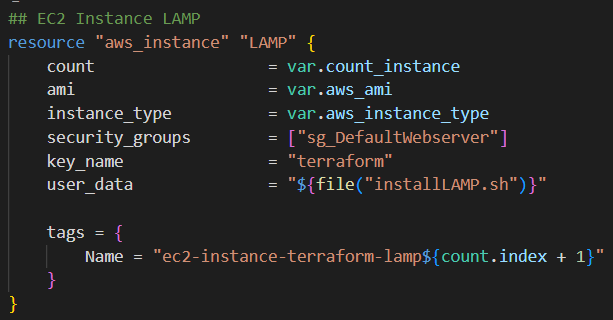 ## EC2 Instance LAMP
resource "aws_instance" "LAMP" {
    count                  = var.count_instance
    ami                    = var.aws_ami
    instance_type          = var.aws_instance_type
    security_groups        = ["sg_DefaultWebserver"]
    key_name               = "terraform"
    user_data              = "${file("installLAMP.sh")}"

    tags = {
        Name = "ec2-instance-terraform-lamp${count.index + 1}"
    }
}